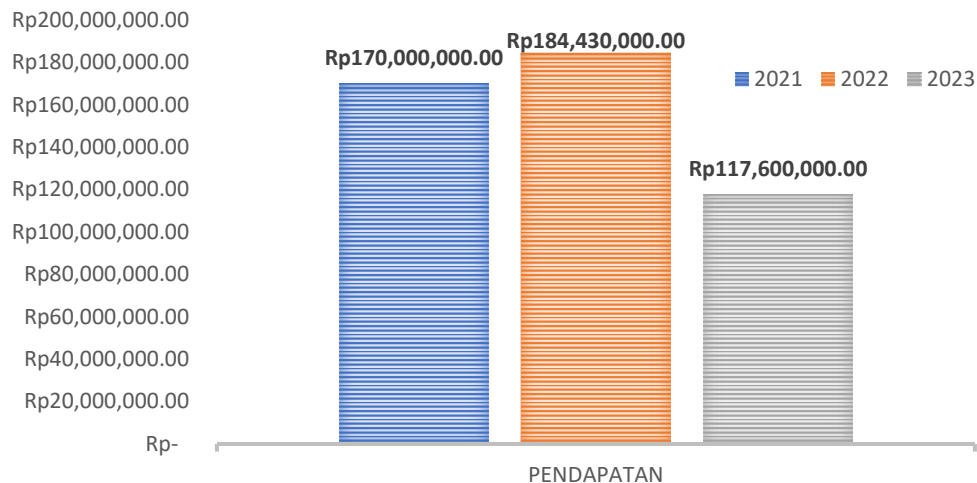 Rp200,000,000.00
Rp180,000,000.00
Rp160,000,000.00
Rp140,000,000.00
Rp120,000,000.00
Rp100,000,000.00
Rp80,000,000.00
Rp60,000,000.00
Rp40,000,000.00
Rp20,000,000.00
Rp-
Rp170,000,000.00
Rp184,430,000.00
Rp117,600,000.00
2021 2022 2023
PENDAPATAN